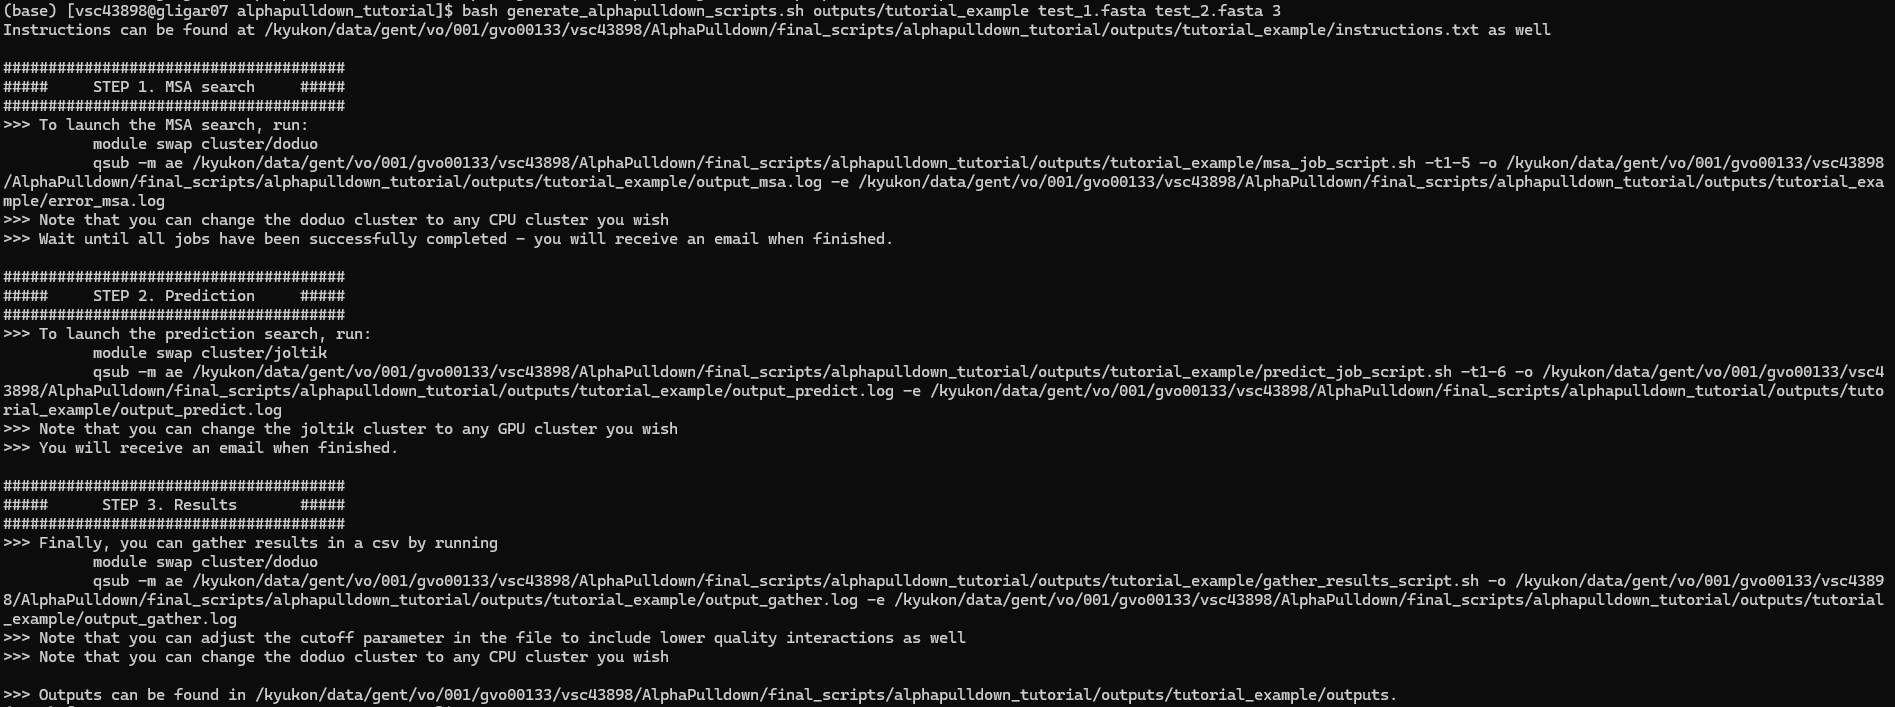 (base) [vsc43898@gligar07 alphapulldown_tutorial]$ bash generate_alphapulldown_scripts.sh outputs/tutorial_example test_1.fasta test_2.fasta 3
Instructions can be found at /kyukon/data/gent/vo/001/gvo00133/vsc43898/AlphaPulldown/final_scripts/alphapulldown_tutorial/outputs/tutorial_example/instructions.txt as well
######################################
#####     STEP 1. MSA search     #####
######################################
>>> To launch the MSA search, run:
          module swap cluster/doduo
          qsub -m ae /kyukon/data/gent/vo/001/gvo00133/vsc43898/AlphaPulldown/final_scripts/alphapulldown_tutorial/outputs/tutorial_example/msa_job_script.sh -t1-5 -o /kyukon/data/gent/vo/001/gvo00133/vsc43898
/AlphaPulldown/final_scripts/alphapulldown_tutorial/outputs/tutorial_example/output_msa.log -e /kyukon/data/gent/vo/001/gvo00133/vsc43898/AlphaPulldown/final_scripts/alphapulldown_tutorial/outputs/tutorial_exa
mple/error_msa.log
>>> Note that you can change the doduo cluster to any CPU cluster you wish
>>> Wait until all jobs have been successfully completed - you will receive an email when finished.
######################################
#####     STEP 2. Prediction     #####
######################################
>>> To launch the prediction search, run:
          module swap cluster/joltik
          qsub -m ae /kyukon/data/gent/vo/001/gvo00133/vsc43898/AlphaPulldown/final_scripts/alphapulldown_tutorial/outputs/tutorial_example/predict_job_script.sh -t1-6 -o /kyukon/data/gent/vo/001/gvo00133/vsc4
3898/AlphaPulldown/final_scripts/alphapulldown_tutorial/outputs/tutorial_example/output_predict.log -e /kyukon/data/gent/vo/001/gvo00133/vsc43898/AlphaPulldown/final_scripts/alphapulldown_tutorial/outputs/tuto
rial_example/output_predict.log
>>> Note that you can change the joltik cluster to any GPU cluster you wish
>>> You will receive an email when finished.
######################################
#####      STEP 3. Results       #####
######################################
>>> Finally, you can gather results in a csv by running
          module swap cluster/doduo
          qsub -m ae /kyukon/data/gent/vo/001/gvo00133/vsc43898/AlphaPulldown/final_scripts/alphapulldown_tutorial/outputs/tutorial_example/gather_results_script.sh -o /kyukon/data/gent/vo/001/gvo00133/vsc4389
8/AlphaPulldown/final_scripts/alphapulldown_tutorial/outputs/tutorial_example/output_gather.log -e /kyukon/data/gent/vo/001/gvo00133/vsc43898/AlphaPulldown/final_scripts/alphapulldown_tutorial/outputs/tutorial
_example/output_gather.log
>>> Note that you can adjust the cutoff parameter in the file to include lower quality interactions as well
>>> Note that you can change the doduo cluster to any CPU cluster you wish
>>> Outputs can be found in /kyukon/data/gent/vo/001/gvo00133/vsc43898/AlphaPulldown/final_scripts/alphapulldown_tutorial/outputs/tutorial_example/outputs.